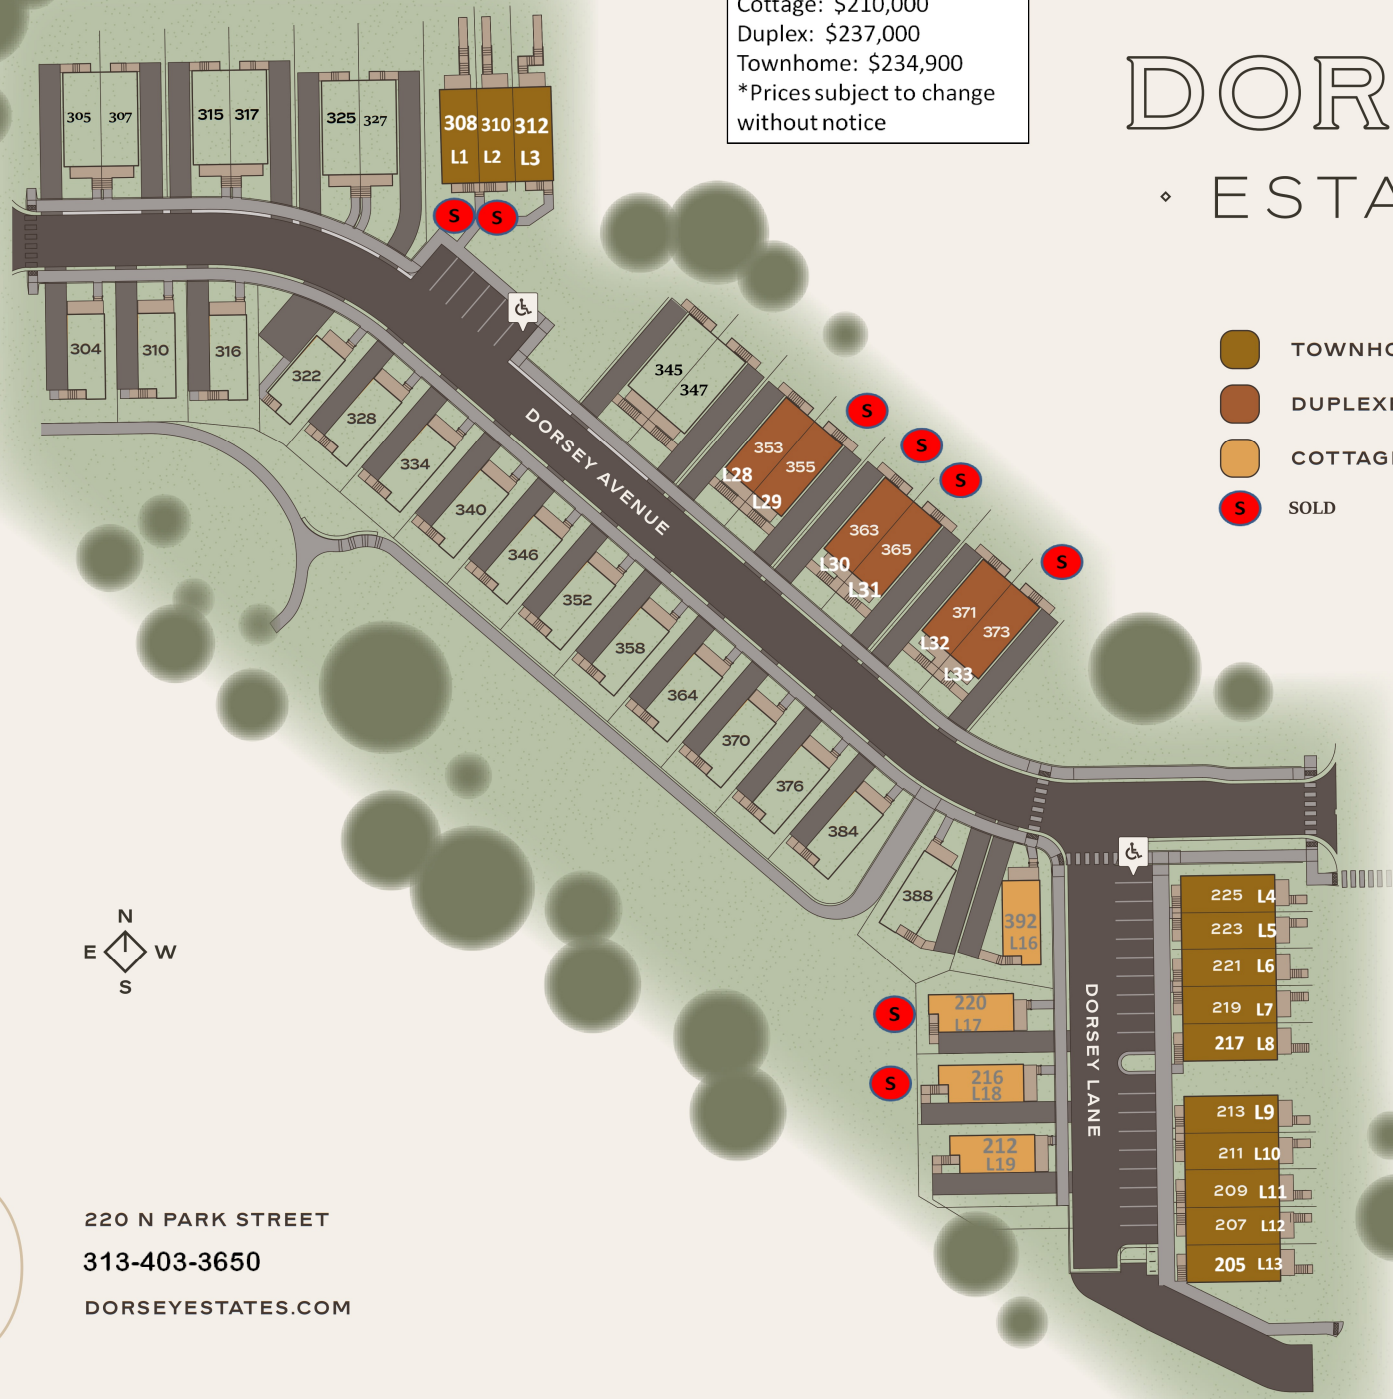 Cottage: $210,000
Duplex: $237,000
Townhome: $234,900
*Prices subject to change
without notice
DOR
ESTA
305 307
315 317
325 327
308 310 312
L1 L2 L3
S S
304
310
316
322
328
334
340
346
352
358
364
370
376
384
388
345
347
353
355
L28
L29
S
S
363
365
L30
L31
S
371
373
L32
L33
S
DORSEY AVENUE
TOWNHO
DUPLEX
COTTAG
S SOLD
392
L16
S 220
L17
S 216
L18
212
L19
DORSEY LANE
225 L4
223 L5
221 L6
219 L7
217 L8
213 L9
211 L10
209 L11
207 L12
205 L13
N
E W
S
220 N PARK STREET
313-403-3650
DORSEYESTATES.COM